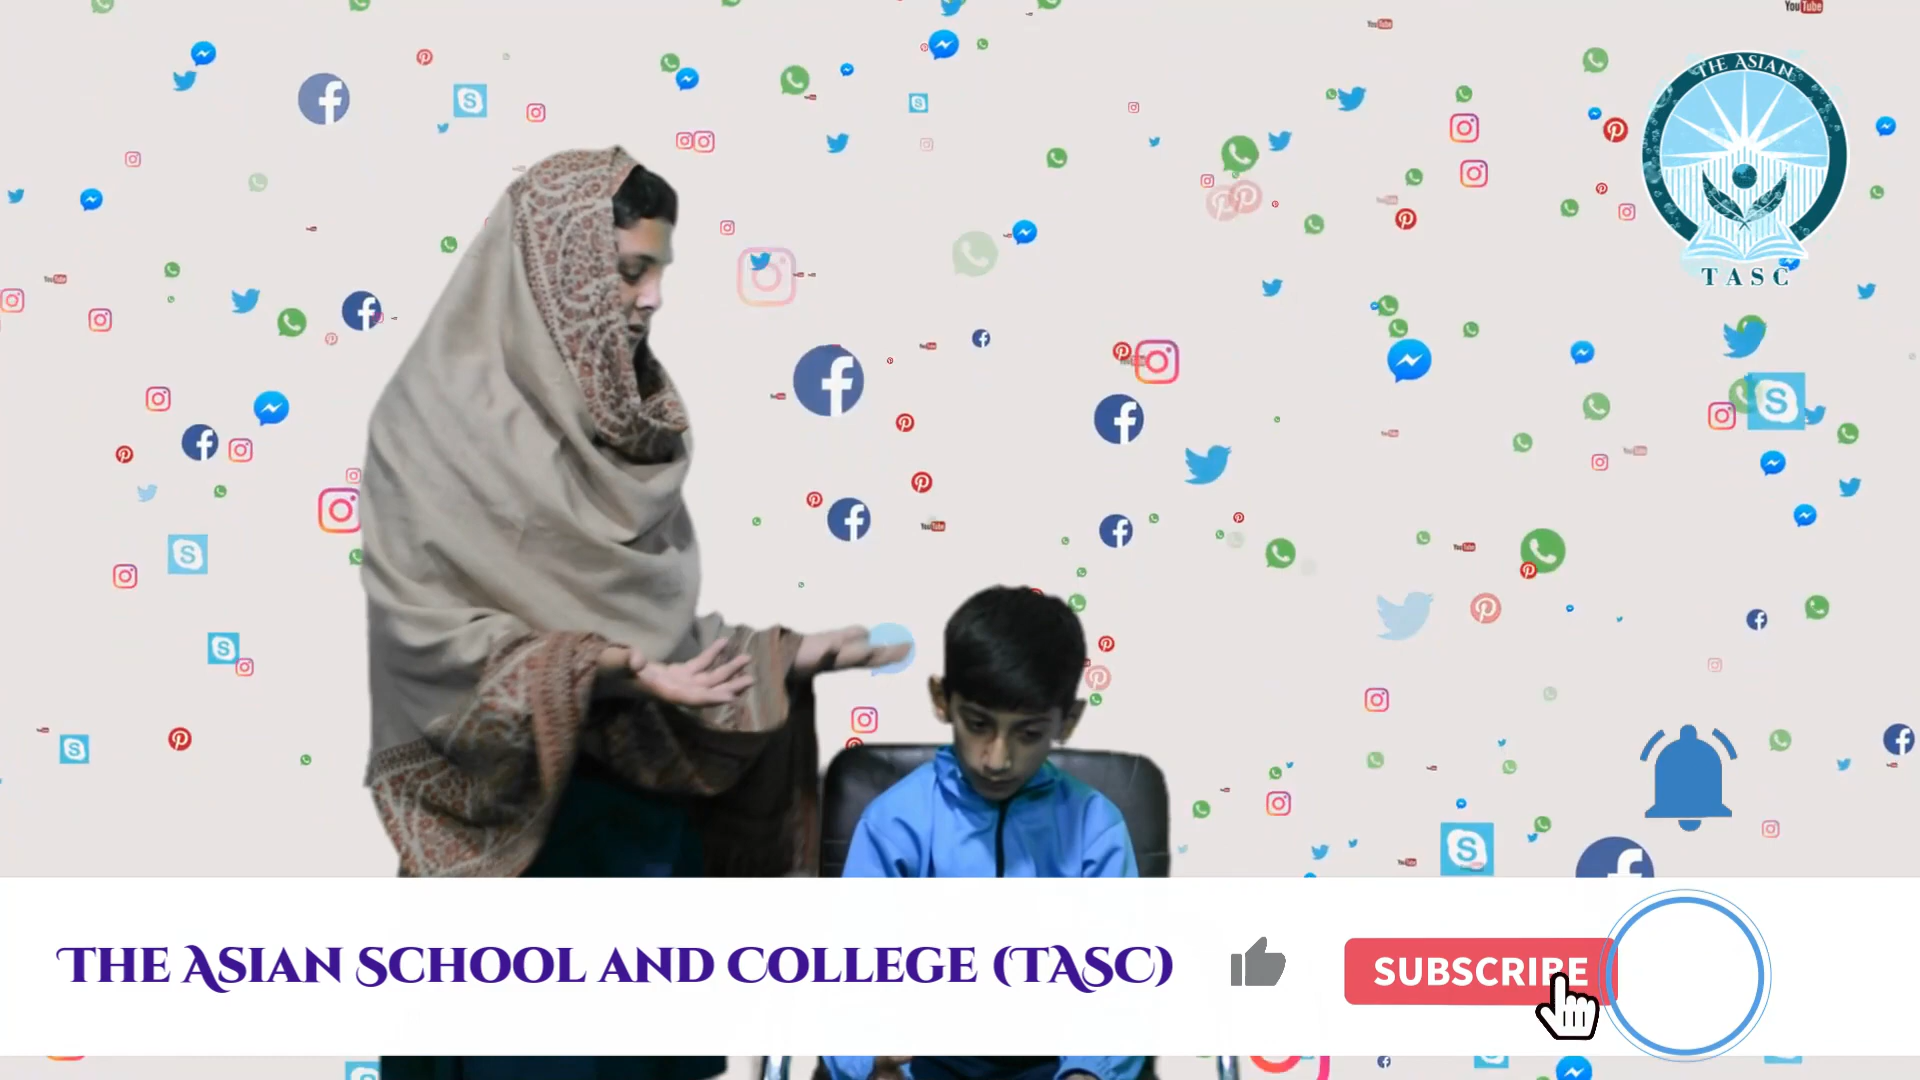 THE ASIAN
TASC
THE ASIAN SCHOOL AND COLLEGE (TASC)
SUBSCRIBE